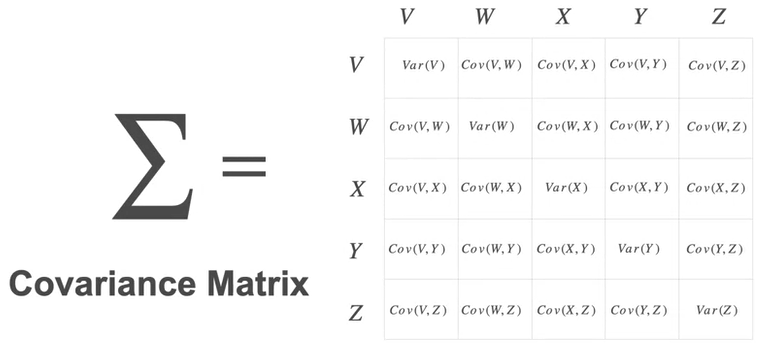 V W X Y Z
V Var(V) Cov(V,W) Cov(V,X) Cov(V,Y) Cov(V,Z)
W Cov(V,W) Var(W) Cov(W,X) Cov(W,Y) Cov(W,Z)
∑ =
X Cov(V,X) Cov(W,X) Var(X) Cov(X,Y) Cov(X,Z)
Y Cov(V,Y) Cov(W,Y) Cov(X,Y) Var(Y) Cov(Y,Z)
Covariance Matrix
Z Cov(V,Z) Cov(W,Z) Cov(X,Z) Cov(Y,Z) Var(Z)